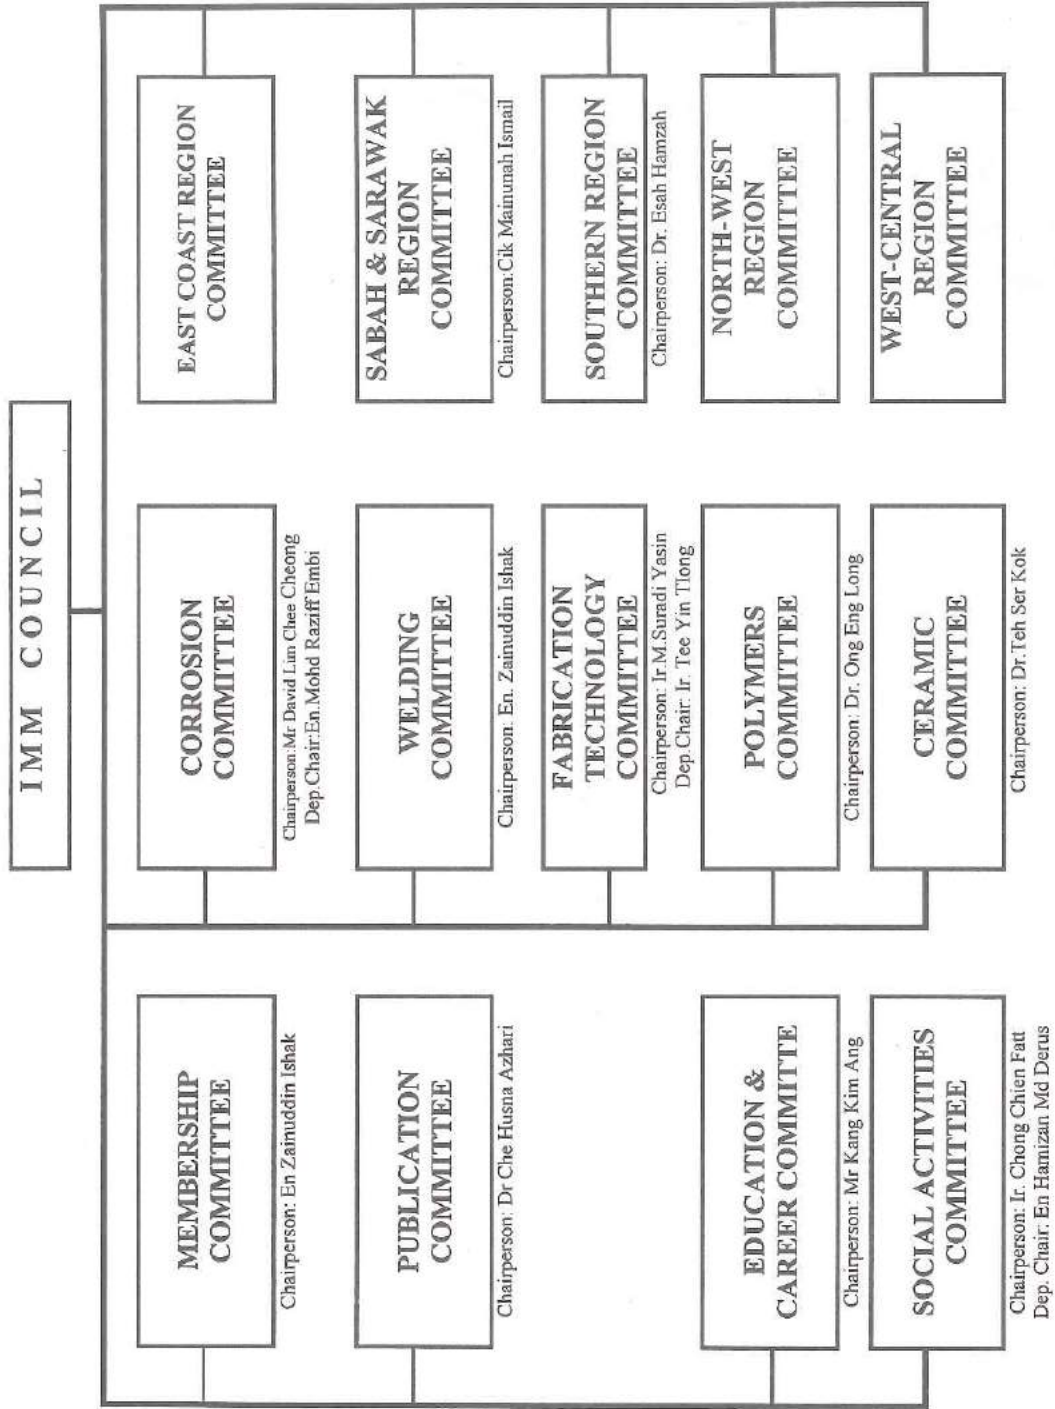 IMM COUNCIL
MEMBERSHIP
COMMITTEE
Chairperson: En Zainuddin Ishak
PUBLICATION
COMMITTEE
Chairperson: Dr Che Husna Azhari
EDUCATION &
CAREER COMMITTE
Chairperson: Mr Kang Kim Ang
SOCIAL ACTIVITIES
COMMITTEE
Chairperson: Ir. Chong Chien Fatt
Dep. Chair: En Hamizan Md Derus
CORROSION
COMMITTEE
Chairperson:Mr David Lim Chee Cheong
Dep.Chair:En.Mohd Raziff Embi
WELDING
COMMITTEE
Chairperson: En. Zainuddin Ishak
FABRICATION
TECHNOLOGY
COMMITTEE
Chairperson: Ir.M.Suradi Yasin
Dep.Chair: Ir. Tee Yin Tlong
POLYMERS
COMMITTEE
Chairperson: Dr. Ong Eng Long
CERAMIC
COMMITTEE
Chairperson: Dr.Teh Ser Kok
EAST COAST REGION
COMMITTEE
SABAH & SARAWAK
REGION
COMMITTEE
Chairperson:Cik Mainunah Ismail
SOUTHERN REGION
COMMITTEE
Chairperson: Dr. Esah Hamzah
NORTH-WEST
REGION
COMMITTEE
WEST-CENTRAL
REGION
COMMITTEE